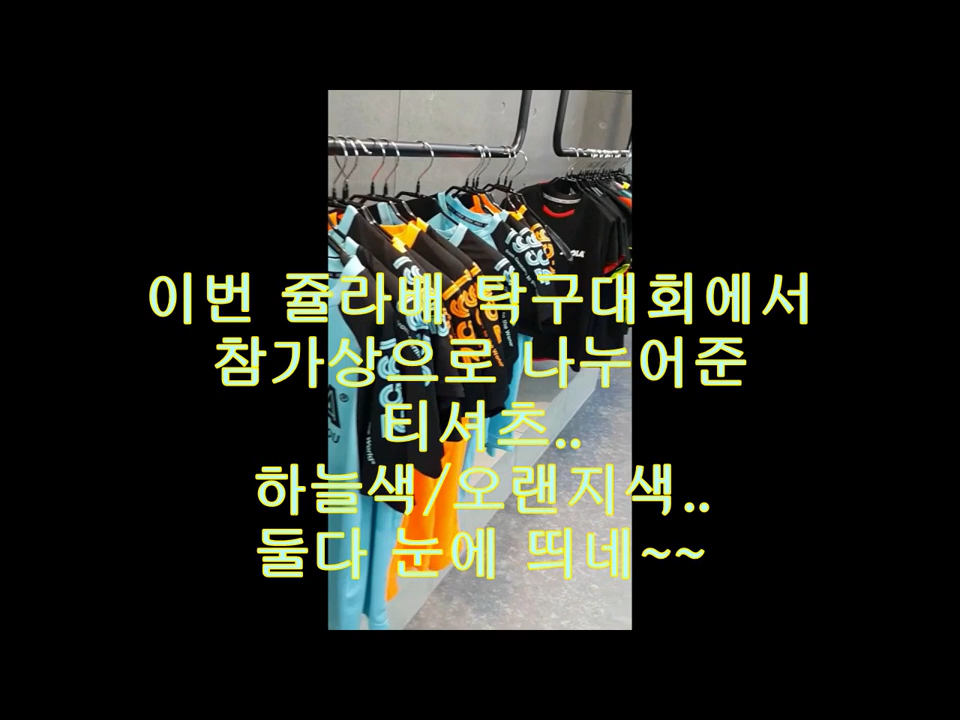 이번 쥴라배 탁구대회에서
참가상으로 나누어준
티셔츠..
하늘색/오랜지색..
둘다 눈에 띄네~~